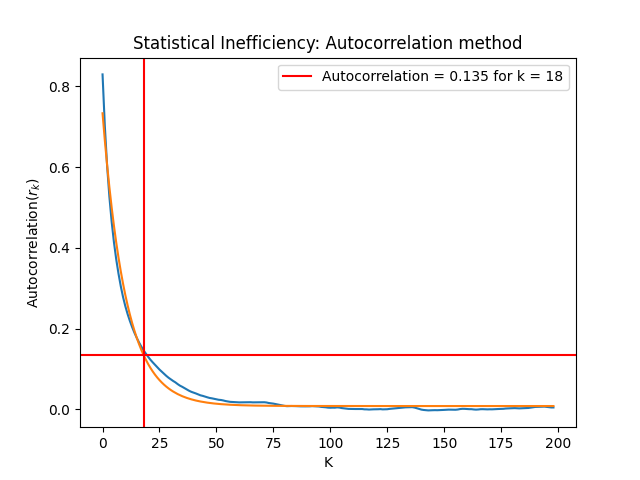 Statistical Inefficiency: Autocorrelation method
Autocorrelation = 0.135 for k = 18
Autocorrelation(r_k)
0.8
0.6
0.4
0.2
0.0
0 25 50 75 100 125 150 175 200
K